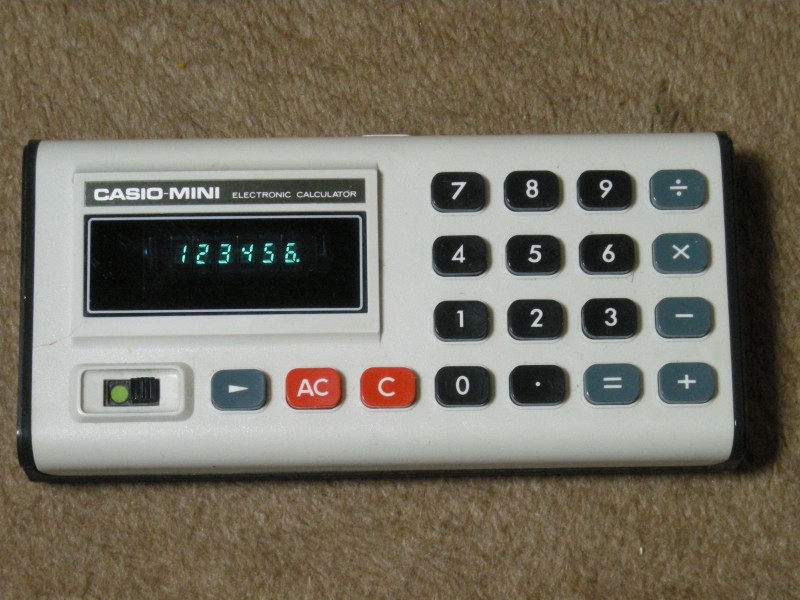 CASIO-MINI ELECTRONIC CALCULATOR
123456.
7 8 9 ÷
4 5 6 ×
1 2 3 −
► AC C 0 . = +